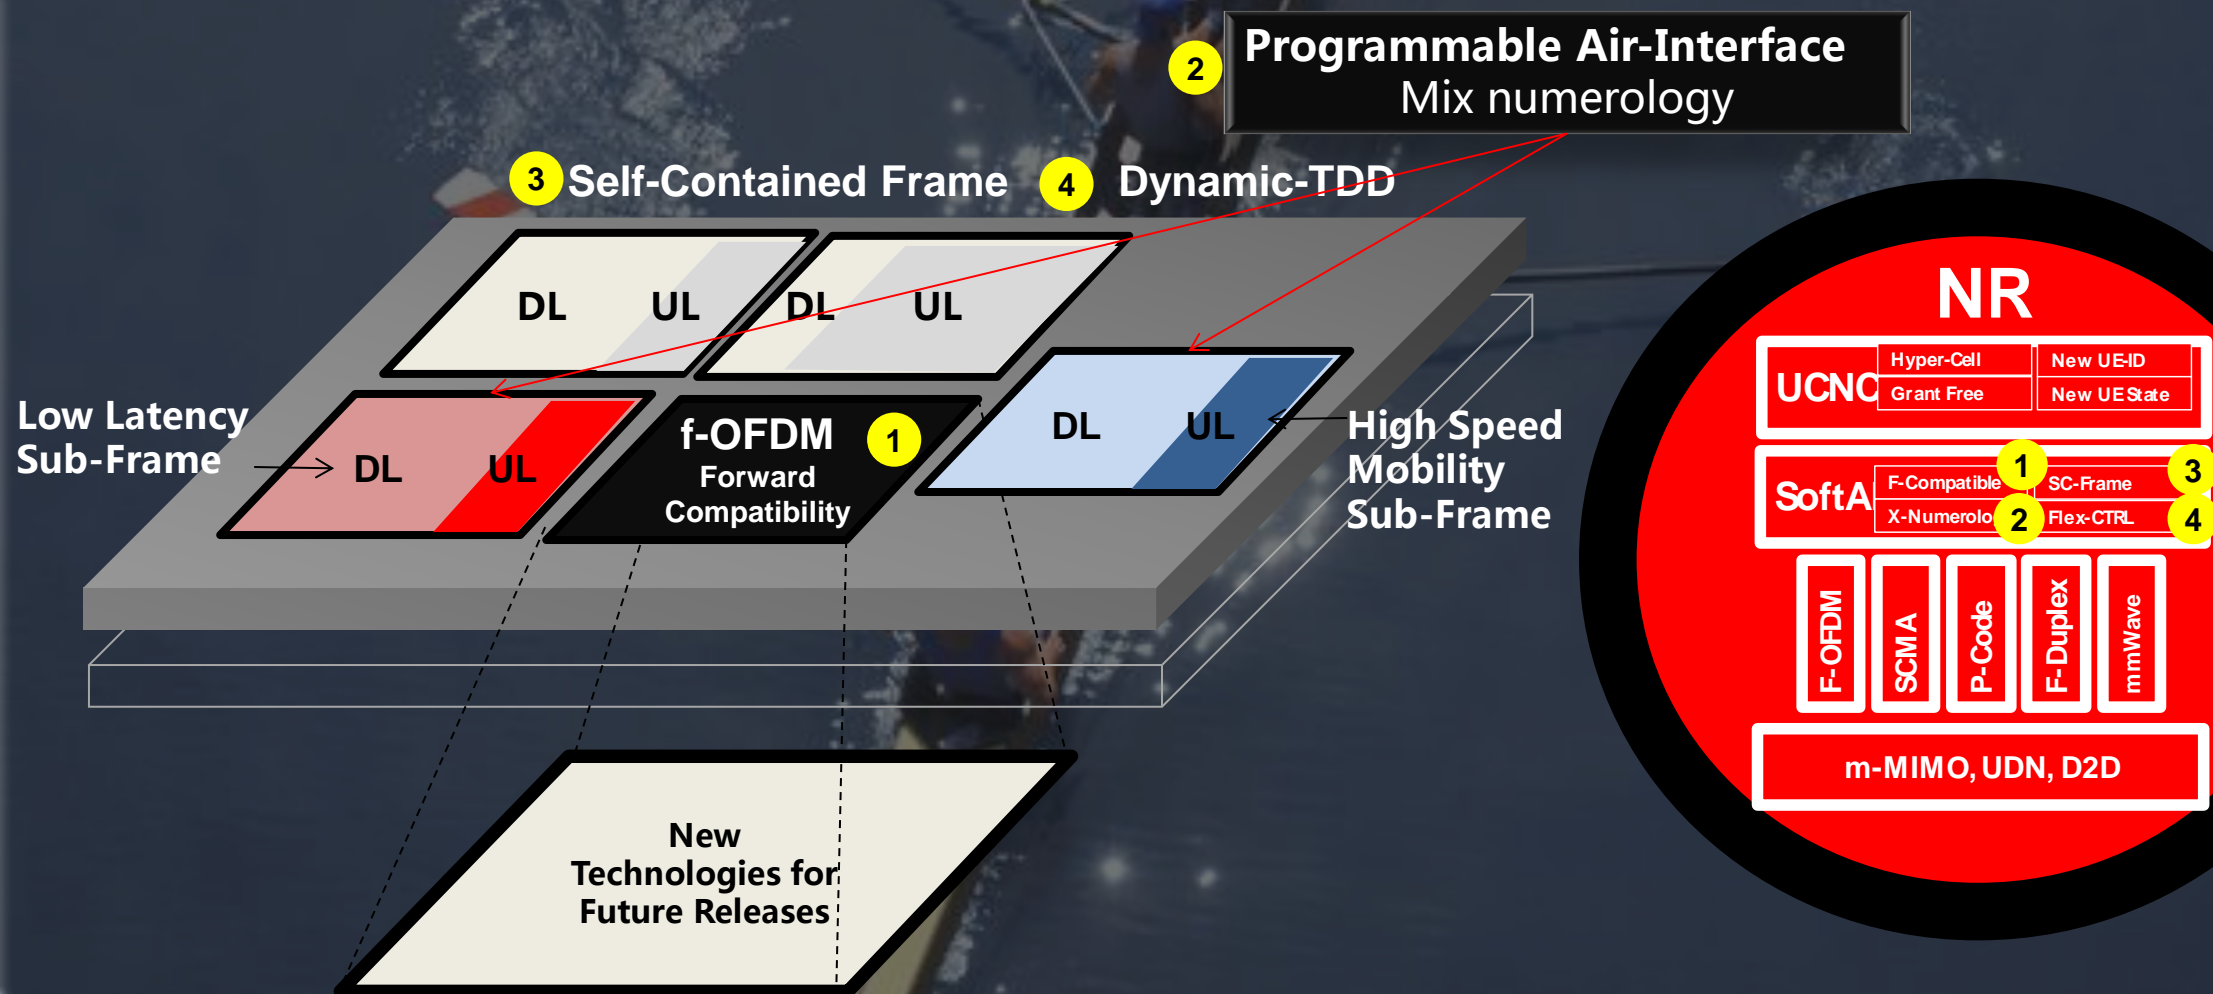 2
Programmable Air-Interface
Mix numerology
3 Self-Contained Frame
4 Dynamic-TDD
DL UL
DL UL
Low Latency
Sub-Frame
DL UL
f-OFDM
1
Forward
Compatibility
DL UL
High Speed
Mobility
Sub-Frame
New
Technologies for
Future Releases
NR
UCNC
Hyper-Cell
New UE-ID
Grant Free
New UE State
SoftA
F-Compatible
1
SC-Frame
3
X-Numerolo
2
Flex-CTRL
4
F-OFDM
SCMA
P-Code
F-Duplex
mmWave
m-MIMO, UDN, D2D